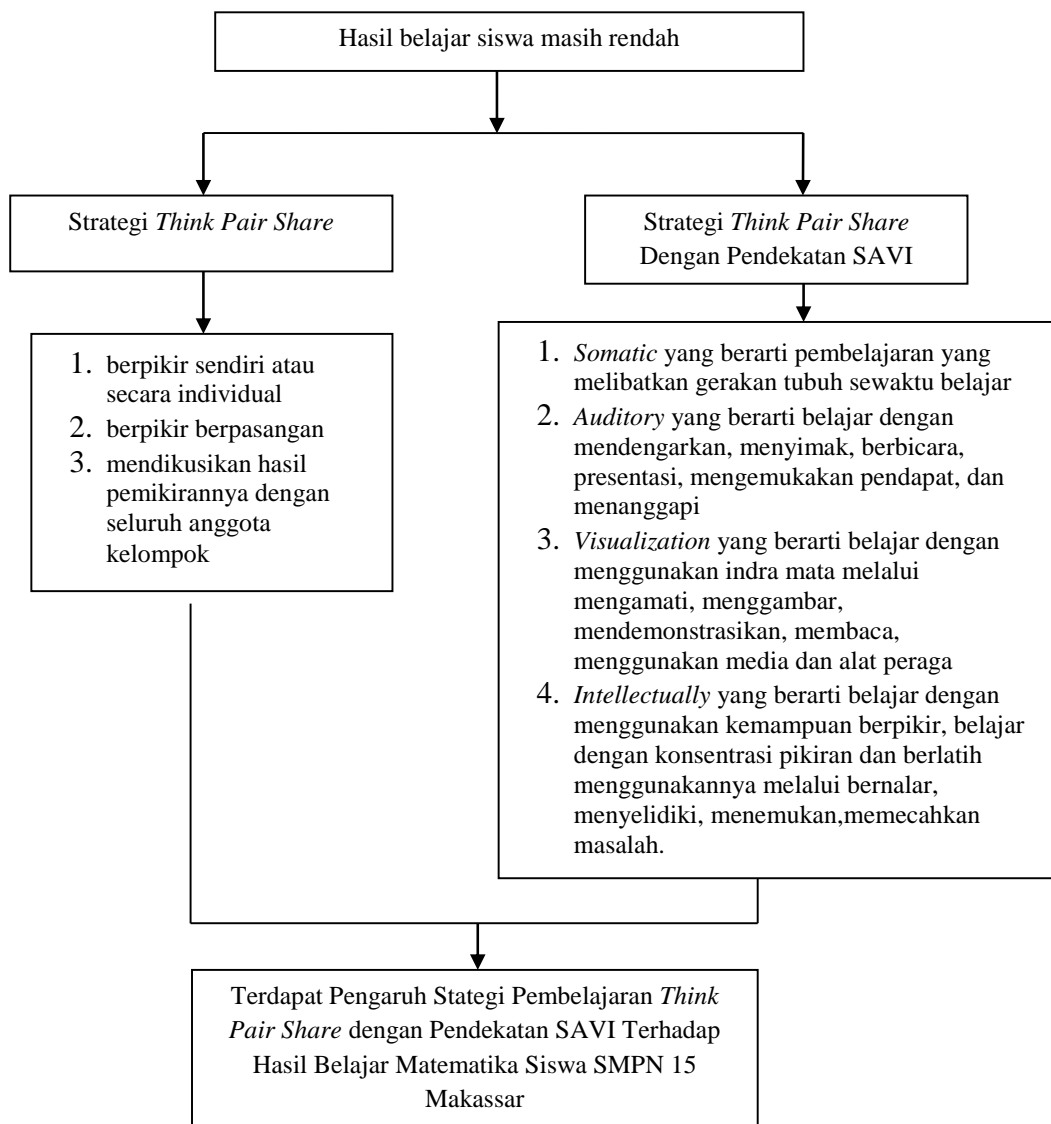 Hasil belajar siswa masih rendah
Strategi Think Pair Share
Strategi Think Pair Share
Dengan Pendekatan SAVI
1. berpikir sendiri atau
secara individual
2. berpikir berpasangan
3. mendikusikan hasil
pemikirannya dengan
seluruh anggota
kelompok
1. Somatic yang berarti pembelajaran yang
melibatkan gerakan tubuh sewaktu belajar
2. Auditory yang berarti belajar dengan
mendengarkan, menyimak, berbicara,
presentasi, mengemukakan pendapat, dan
menanggapi
3. Visualization yang berarti belajar dengan
menggunakan indra mata melalui
mengamati, menggambar,
mendemonstrasikan, membaca,
menggunakan media dan alat peraga
4. Intellectually yang berarti belajar dengan
menggunakan kemampuan berpikir, belajar
dengan konsentrasi pikiran dan berlatih
menggunakannya melalui bernalar,
menyelidiki, menemukan,memecahkan
masalah.
Terdapat Pengaruh Stategi Pembelajaran Think
Pair Share dengan Pendekatan SAVI Terhadap
Hasil Belajar Matematika Siswa SMPN 15
Makassar